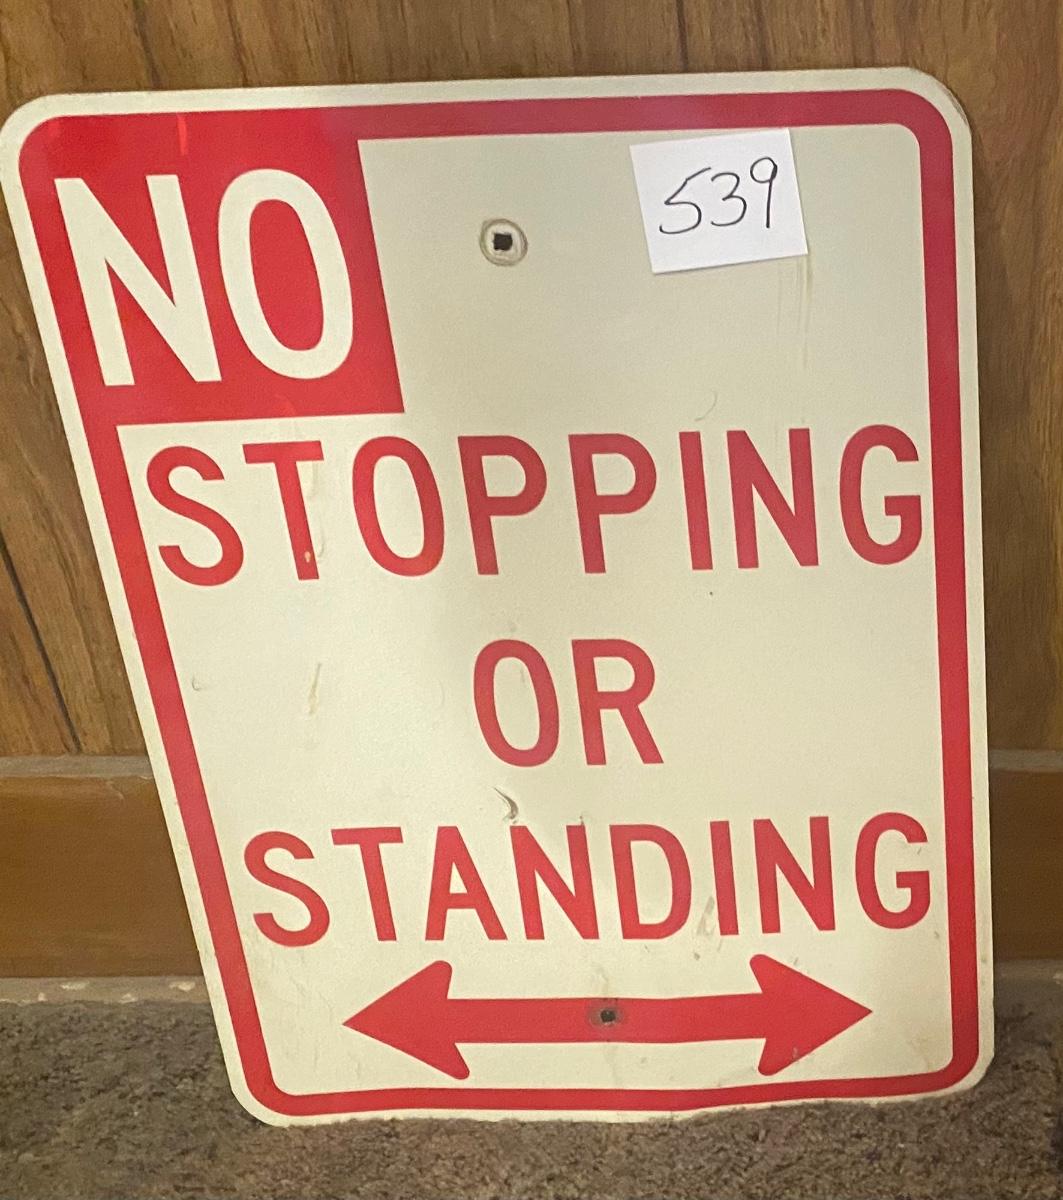 NO
539
STOPPING
OR
STANDING